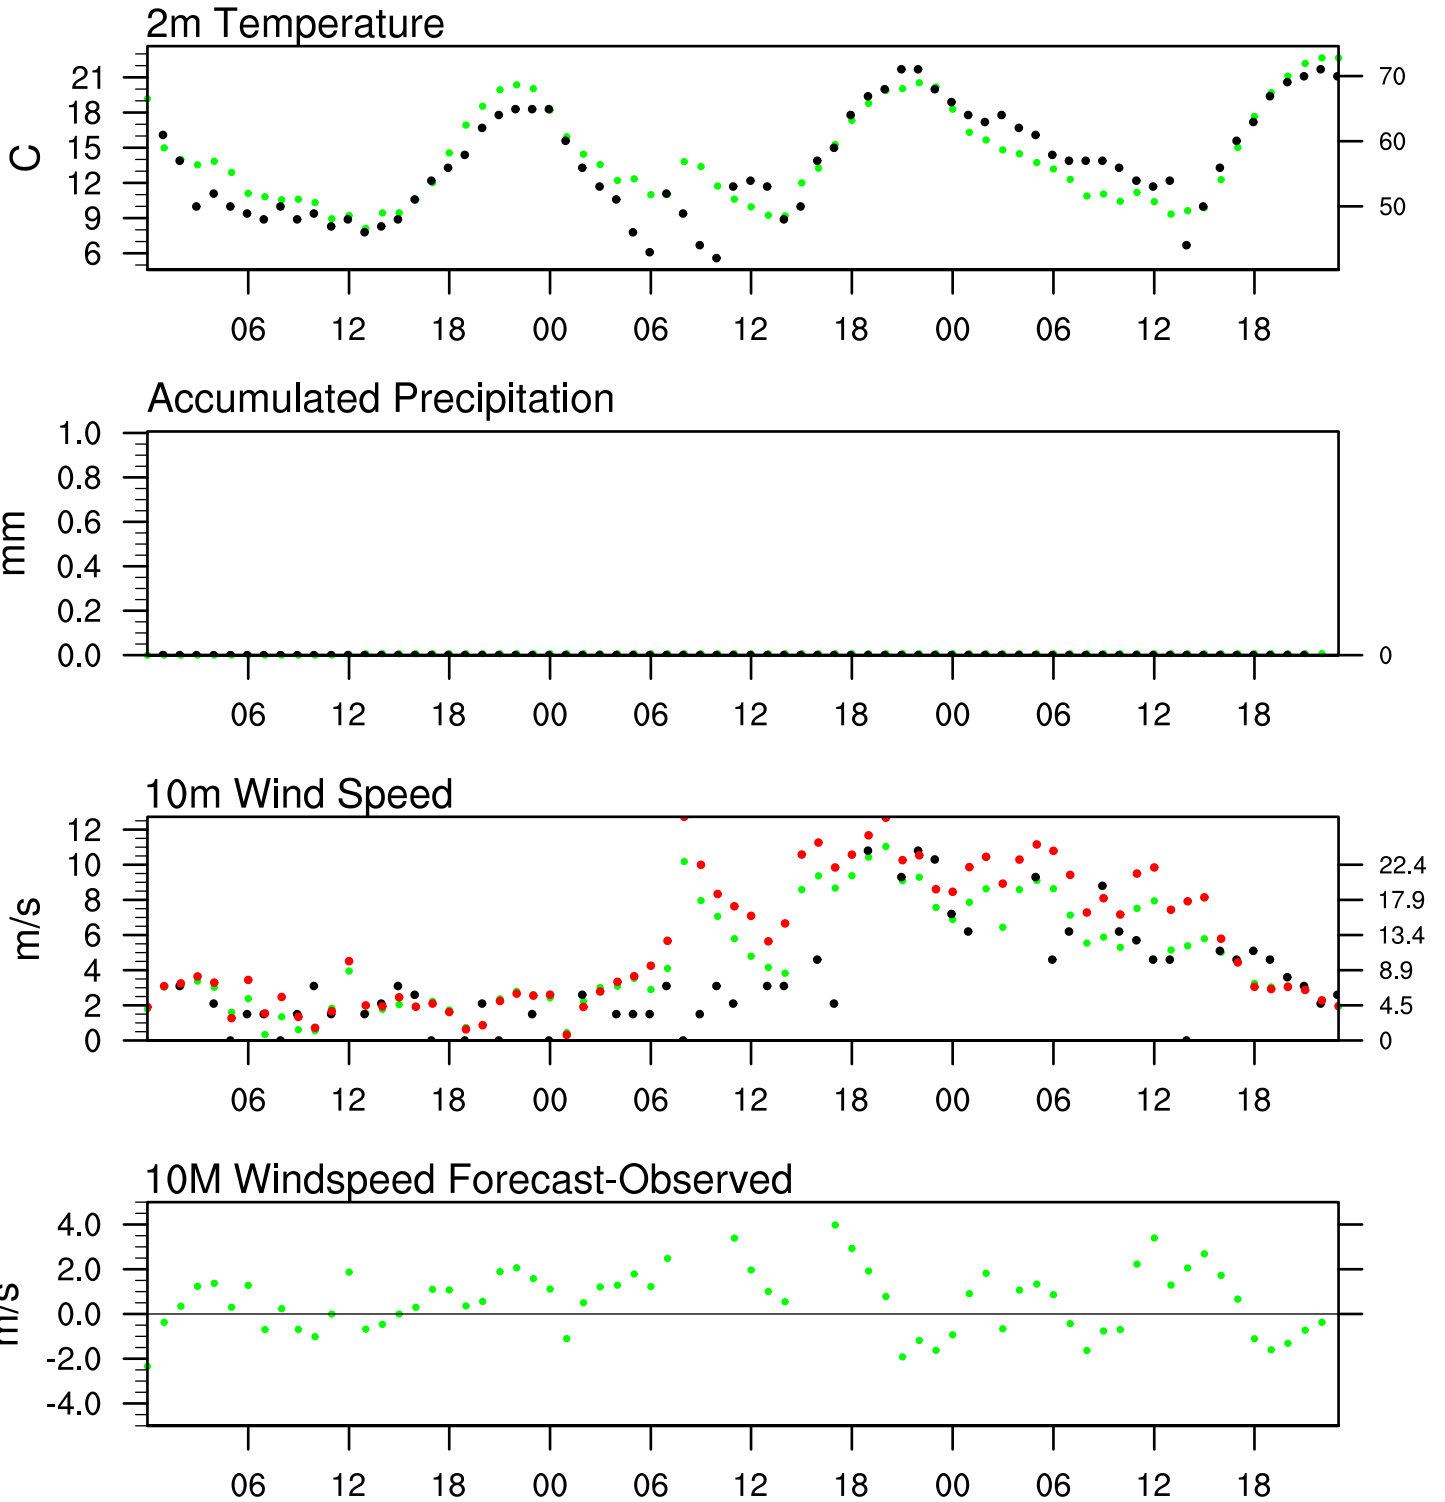 2m Temperature
21
18
15
12
9
6
C
70
60
50
06 12 18 00 06 12 18 00 06 12 18
Accumulated Precipitation
1.0
0.8
0.6
0.4
0.2
0.0
mm
0
06 12 18 00 06 12 18 00 06 12 18
10m Wind Speed
12
10
8
6
4
2
0
m/s
22.4
17.9
13.4
8.9
4.5
0
06 12 18 00 06 12 18 00 06 12 18
10M Windspeed Forecast-Observed
4.0
2.0
0.0
-2.0
-4.0
m/s
06 12 18 00 06 12 18 00 06 12 18